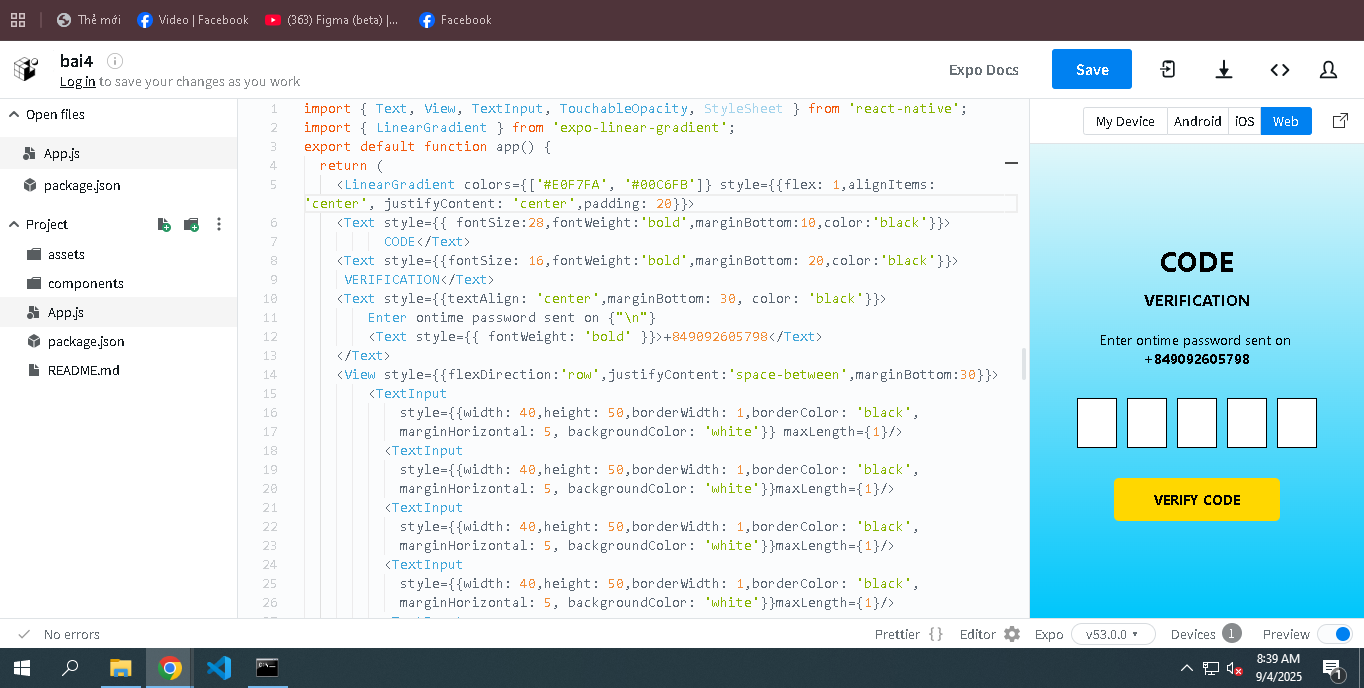 Thẻ mới
Video | Facebook
(363) Figma (beta) |...
Facebook
bai4
Log in to save your changes as you work
Expo Docs
Save
Open files
App.js
package.json
Project
assets
components
App.js
package.json
README.md
1 import { Text, View, TextInput, TouchableOpacity, StyleSheet } from 'react-native';
2 import { LinearGradient } from 'expo-linear-gradient';
3 export default function app() {
4 return (
5 <LinearGradient colors={['#E0F7FA', '#00C6FB']} style={{flex: 1,alignItems:
'center', justifyContent: 'center',padding: 20}}>
6 <Text style={{ fontSize:28,fontWeight:'bold',marginBottom:10,color:'black'}}>
7 CODE</Text>
8 <Text style={{fontSize: 16,fontWeight:'bold',marginBottom: 20,color:'black'}}>
9 VERIFICATION</Text>
10 <Text style={{textAlign: 'center',marginBottom: 30, color: 'black'}}>
11 Enter ontime password sent on {"\n"}
12 <Text style={{ fontWeight: 'bold' }}>+849092605798</Text>
13 </Text>
14 <View style={{flexDirection:'row',justifyContent:'space-between',marginBottom:30}}>
15 <TextInput
16 style={{width: 40,height: 50,borderWidth: 1,borderColor: 'black',
17 marginHorizontal: 5, backgroundColor: 'white'}} maxLength={1}/>
18 <TextInput
19 style={{width: 40,height: 50,borderWidth: 1,borderColor: 'black',
20 marginHorizontal: 5, backgroundColor: 'white'}}maxLength={1}/>
21 <TextInput
22 style={{width: 40,height: 50,borderWidth: 1,borderColor: 'black',
23 marginHorizontal: 5, backgroundColor: 'white'}}maxLength={1}/>
24 <TextInput
25 style={{width: 40,height: 50,borderWidth: 1,borderColor: 'black',
26 marginHorizontal: 5, backgroundColor: 'white'}}maxLength={1}/>
My Device
Android
iOS
Web
CODE
VERIFICATION
Enter ontime password sent on
+849092605798
VERIFY CODE
No errors
Prettier {}
Editor
Expo
v53.0.0
Devices 1
Preview
8:39 AM
9/4/2025
1